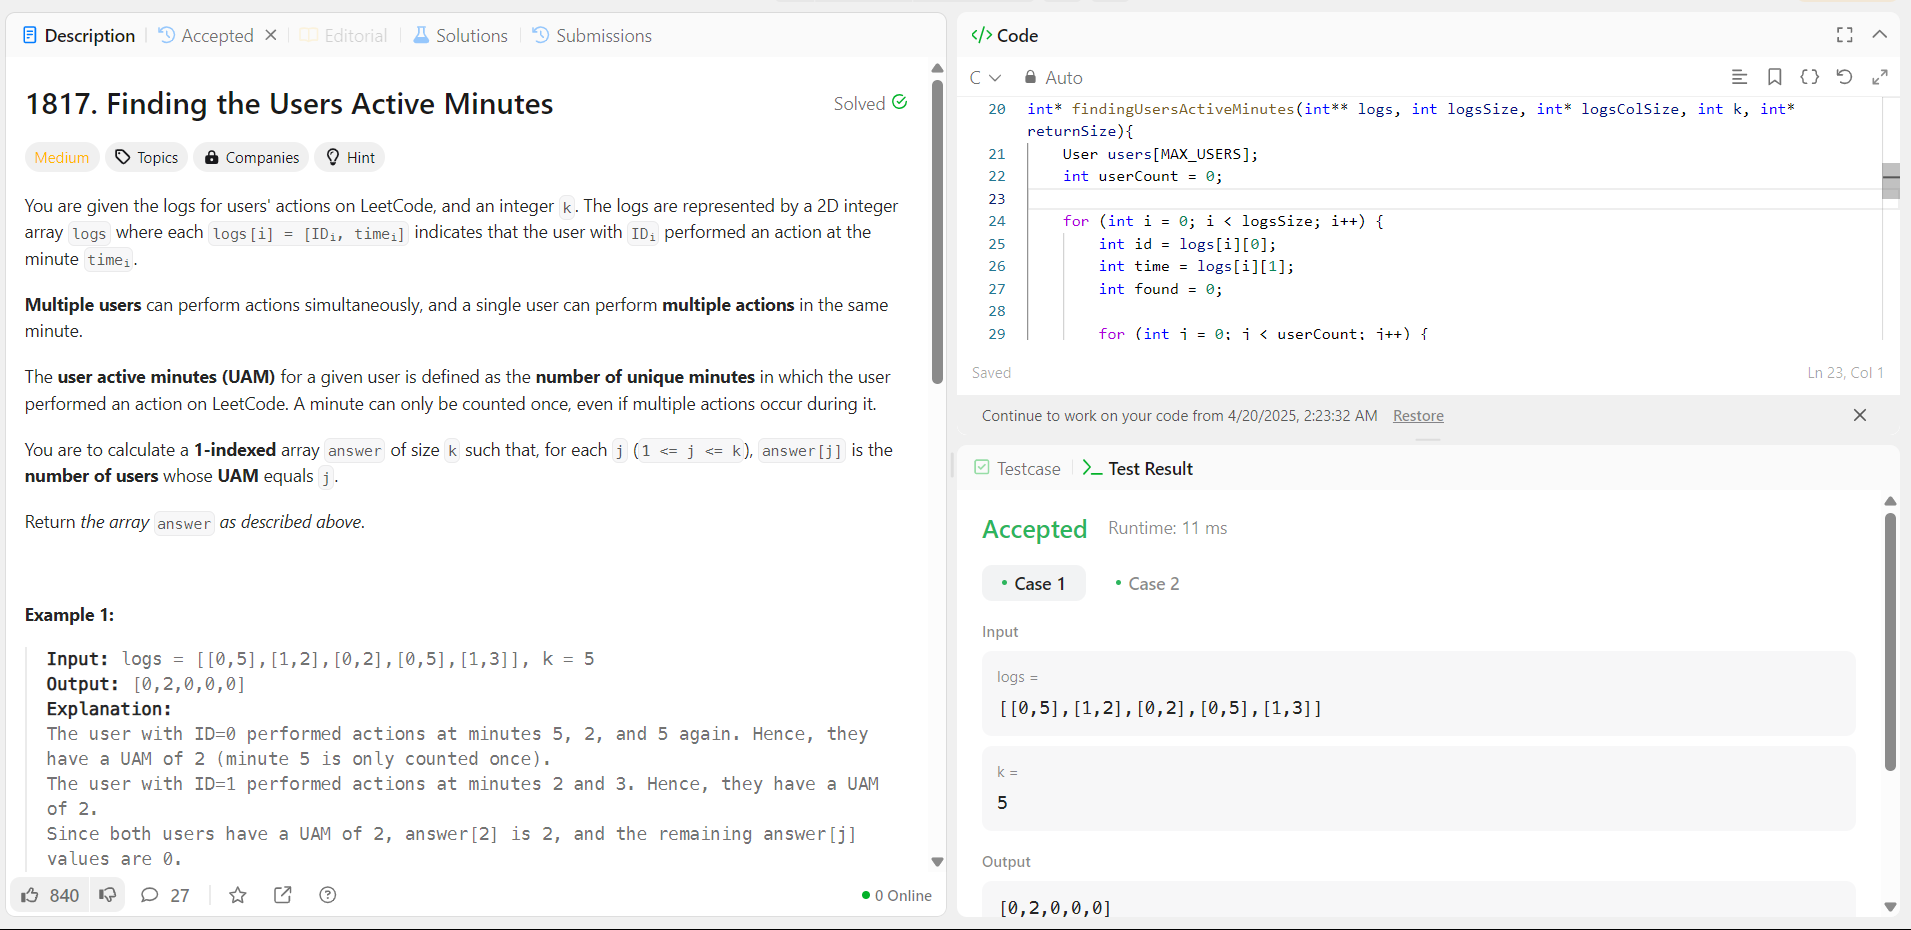 Description
Accepted
Editorial
Solutions
Submissions
1817. Finding the Users Active Minutes
Solved
Medium
Topics
Companies
Hint
You are given the logs for users' actions on LeetCode, and an integer k. The logs are represented by a 2D integer
array logs where each logs[i] = [IDi, timei] indicates that the user with IDi performed an action at the
minute timei.
Multiple users can perform actions simultaneously, and a single user can perform multiple actions in the same
minute.
The user active minutes (UAM) for a given user is defined as the number of unique minutes in which the user
performed an action on LeetCode. A minute can only be counted once, even if multiple actions occur during it.
You are to calculate a 1-indexed array answer of size k such that, for each j (1 <= j <= k), answer[j] is the
number of users whose UAM equals j.
Return the array answer as described above.
Example 1:
Input: logs = [[0,5],[1,2],[0,2],[0,5],[1,3]], k = 5
Output: [0,2,0,0,0]
Explanation:
The user with ID=0 performed actions at minutes 5, 2, and 5 again. Hence, they
have a UAM of 2 (minute 5 is only counted once).
The user with ID=1 performed actions at minutes 2 and 3. Hence, they have a UAM
of 2.
Since both users have a UAM of 2, answer[2] is 2, and the remaining answer[j]
values are 0.
840
27
0 Online
</> Code
C
Auto
20 int* findingUsersActiveMinutes(int** logs, int logsSize, int* logsColSize, int k, int*
returnSize){
21 User users[MAX_USERS];
22 int userCount = 0;
23
24 for (int i = 0; i < logsSize; i++) {
25 int id = logs[i][0];
26 int time = logs[i][1];
27 int found = 0;
28
29 for (int j = 0; j < userCount; j++) {
Saved
Ln 23, Col 1
Continue to work on your code from 4/20/2025, 2:23:32 AM Restore
Testcase
Test Result
Accepted
Runtime: 11 ms
Case 1
Case 2
Input
logs =
[[0,5],[1,2],[0,2],[0,5],[1,3]]
k =
5
Output
[0,2,0,0,0]